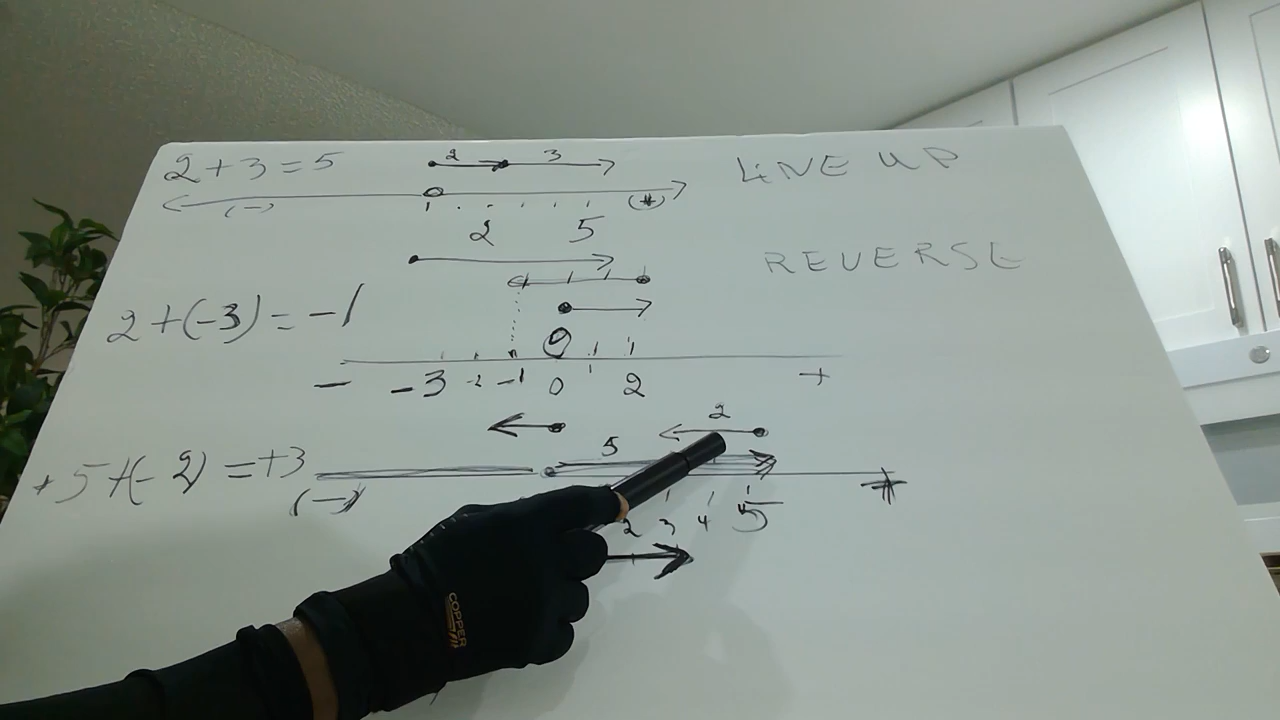 2+3=5 2 3 LINE UP
(-) (+)
2 5
REVERSE
2+(-3)=-1 0
- -3 -2 -1 0 2 +
2
+5+(-2)=+3 5
(-) +
2 3 4 5
COPPER